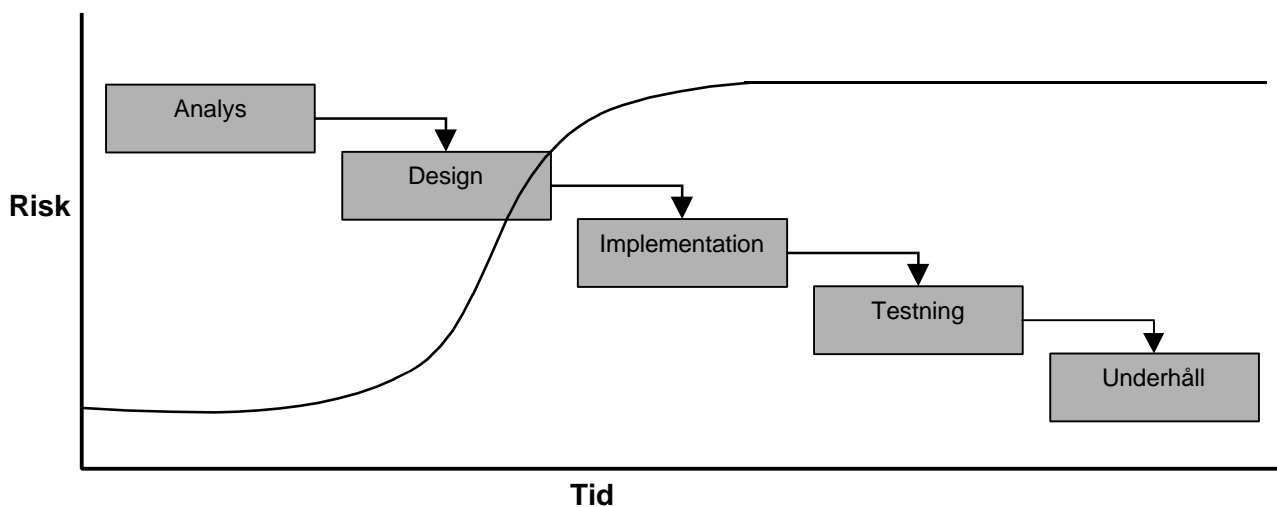 Analys
Design
Risk
Implementation
Testning
Underhåll
Tid